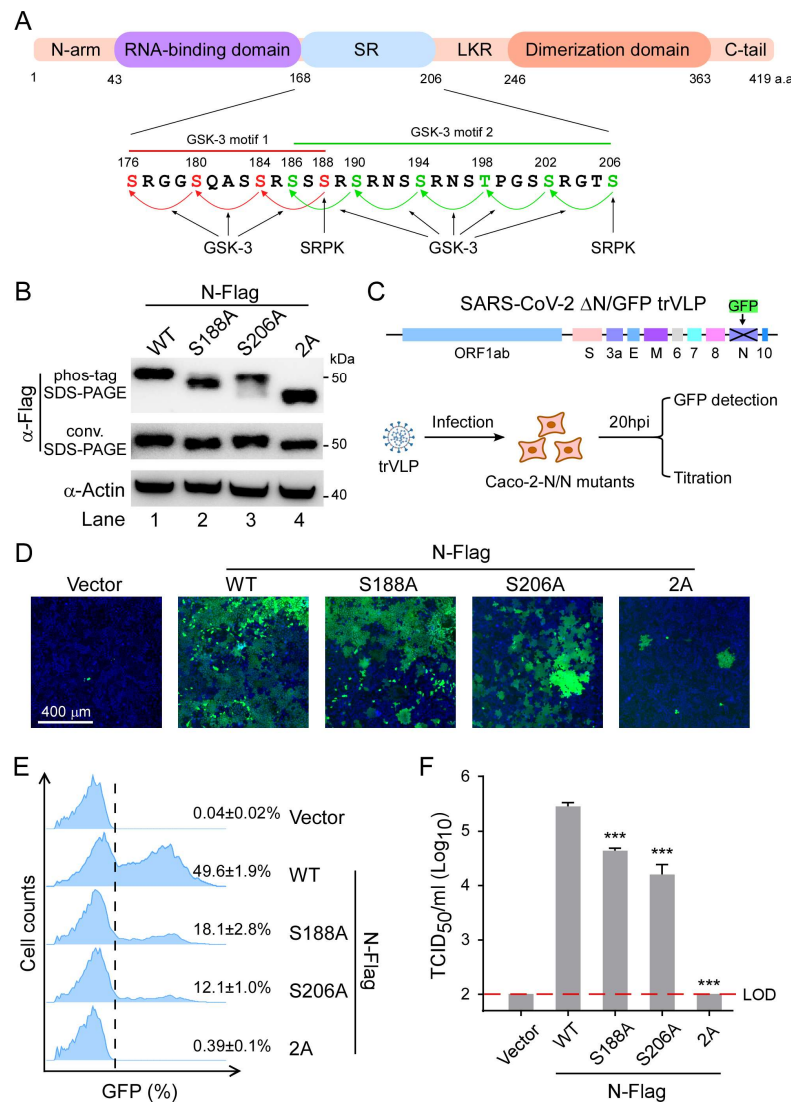 A
N-arm RNA-binding domain SR LKR Dimerization domain C-tail
1 43 168 206 246 363 419 a.a
GSK-3 motif 1 GSK-3 motif 2
176 180 184 186 188 190 194 198 202 206
SRGGSQASSRSSSRSRNSSRNSTPGSSRGTS
GSK-3 SRPK GSK-3 SRPK
B
N-Flag
WT S188A S206A 2A
kDa
α-Flag
phos-tag
SDS-PAGE
50
conv.
SDS-PAGE
50
α-Actin
40
Lane 1 2 3 4
C
SARS-CoV-2 ΔN/GFP trVLP
GFP
ORF1ab S 3a E M 6 7 8 N 10
trVLP
Infection
Caco-2-N/N mutants
20hpi
GFP detection
Titration
D
N-Flag
Vector WT S188A S206A 2A
400 μm
E
Cell counts
0.04±0.02% Vector
49.6±1.9% WT
18.1±2.8% S188A
12.1±1.0% S206A
0.39±0.1% 2A
N-Flag
GFP (%)
F
TCID50/ml (Log10)
6
5
4
3
2
*** *** ***
LOD
Vector WT S188A S206A 2A
N-Flag